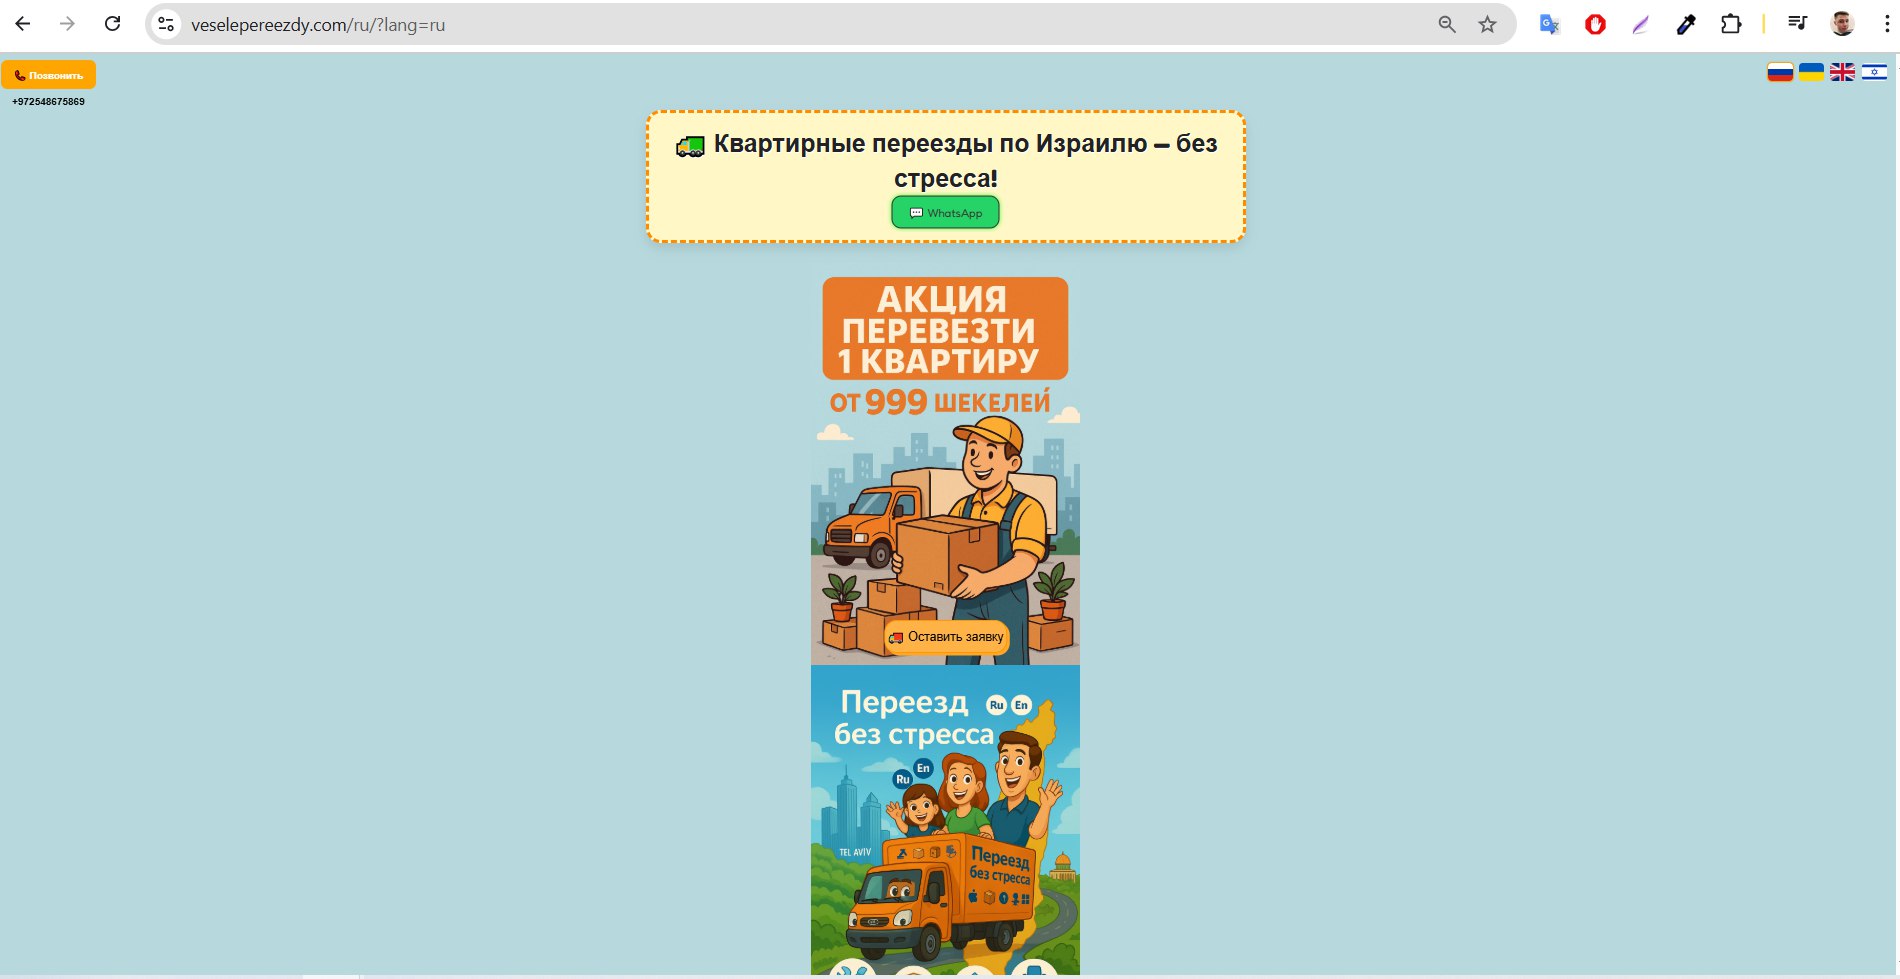 veselepereezdy.com/ru/?lang=ru
Позвонить
+972548675869
Квартирные переезды по Израилю – без
стресса!
WhatsApp
АКЦИЯ
ПЕРЕВЕЗТИ
1 КВАРТИРУ
ОТ 999 ШЕКЕЛЕЙ
Оставить заявку
Переезд
Ru En
без стресса
En
Ru
TEL AVIV
Переезд
без стресса